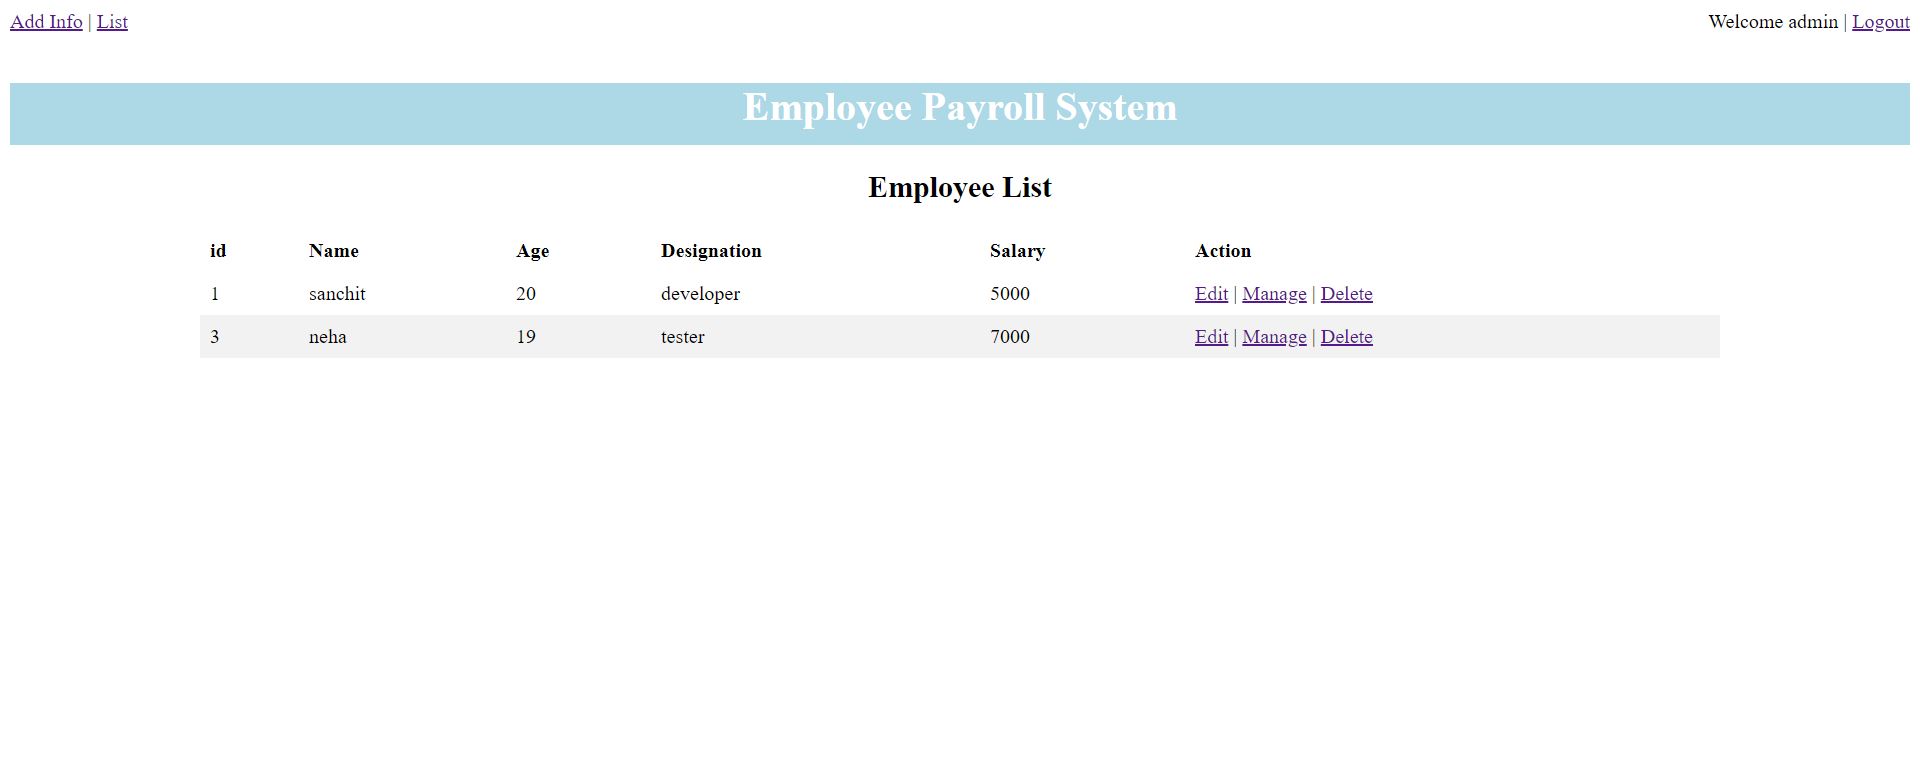 Add Info | List Welcome admin | Logout
Employee Payroll System
Employee List
id Name Age Designation Salary Action
1 sanchit 20 developer 5000 Edit | Manage | Delete
3 neha 19 tester 7000 Edit | Manage | Delete